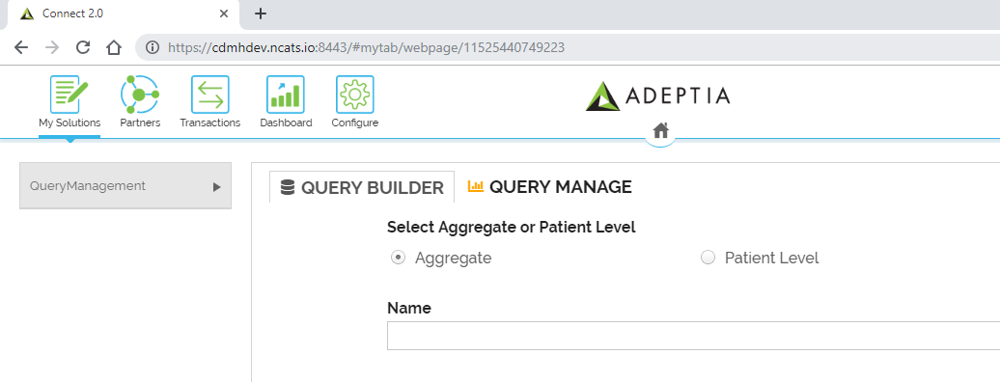 Connect 2.0
https://cdmhdev.ncats.io:8443/#mytab/webpage/11525440749223
My Solutions Partners Transactions Dashboard Configure
ADEPTIA
QueryManagement
QUERY BUILDER QUERY MANAGE
Select Aggregate or Patient Level
Aggregate Patient Level
Name